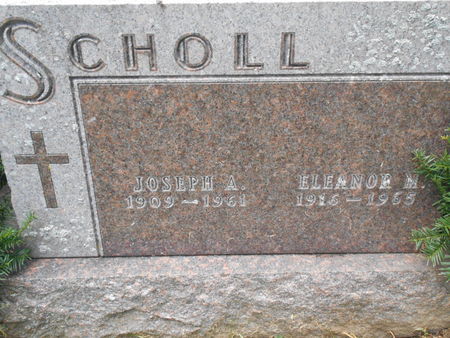 SCHOLL
JOSEPH A. ELEANOR M.
1909 – 1961 1916 – 1965